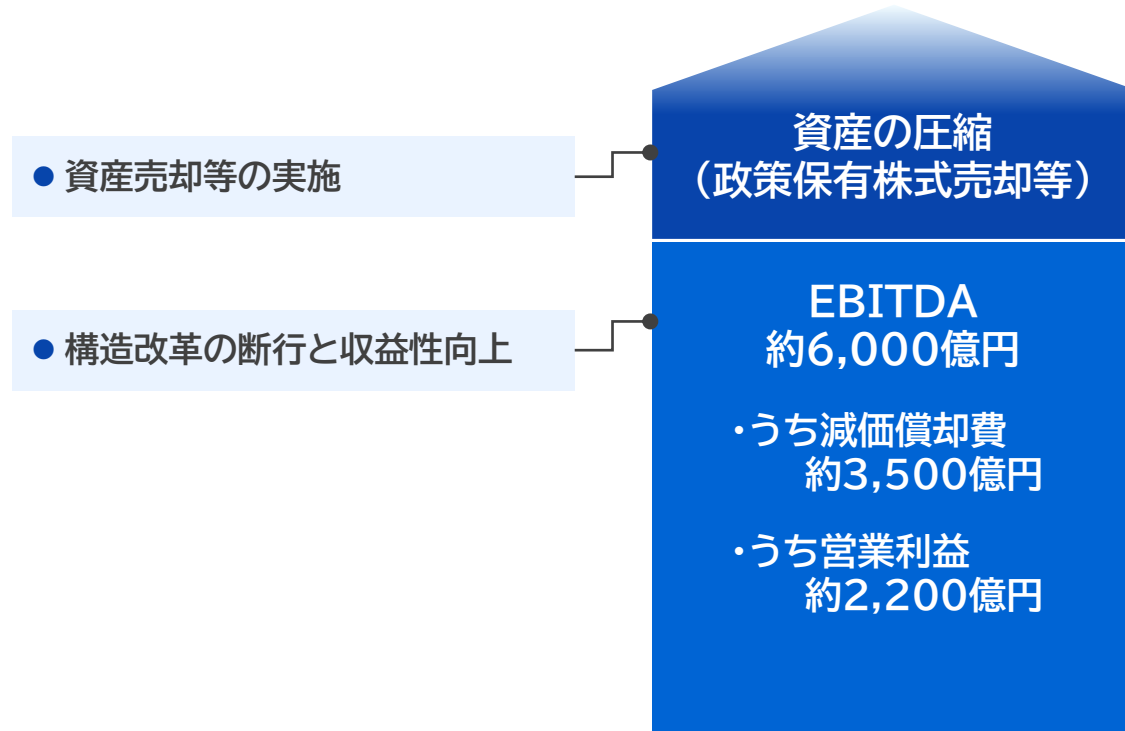 資産の圧縮
（政策保有株式売却等）
● 資産売却等の実施
EBITDA
約6,000億円
● 構造改革の断行と収益性向上
・うち減価償却費
約3,500億円
・うち営業利益
約2,200億円